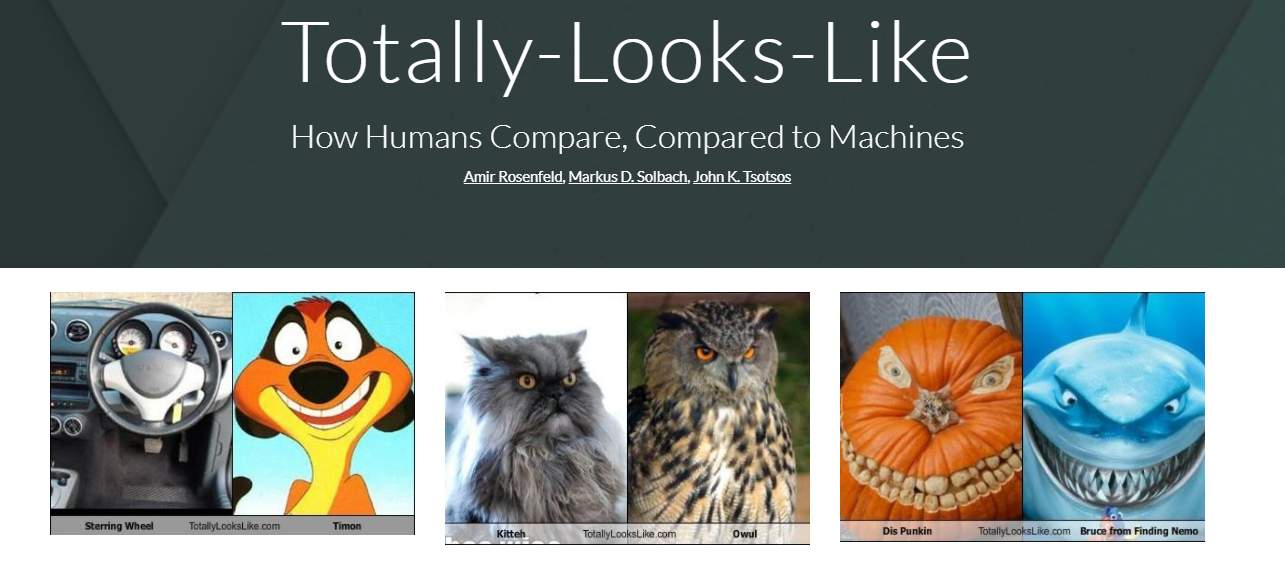 Totally-Looks-Like
How Humans Compare, Compared to Machines
Amir Rosenfeld, Markus D. Solbach, John K. Tsotsos
Sterring Wheel TotallyLooksLike.com Timon
Kitteh TotallyLooksLike.com Owul
Dis Punkin TotallyLooksLike.com Bruce from Finding Nemo